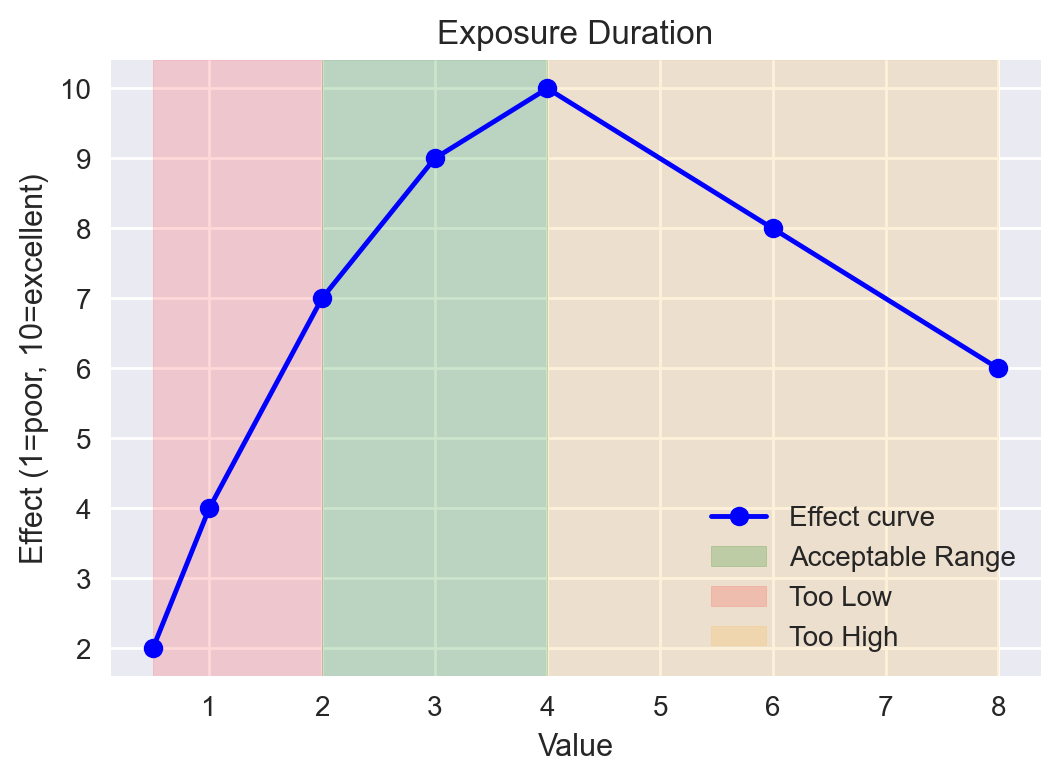 Exposure Duration
Effect (1=poor, 10=excellent)
10
9
8
7
6
5
4
3
2
Effect curve
Acceptable Range
Too Low
Too High
1 2 3 4 5 6 7 8
Value